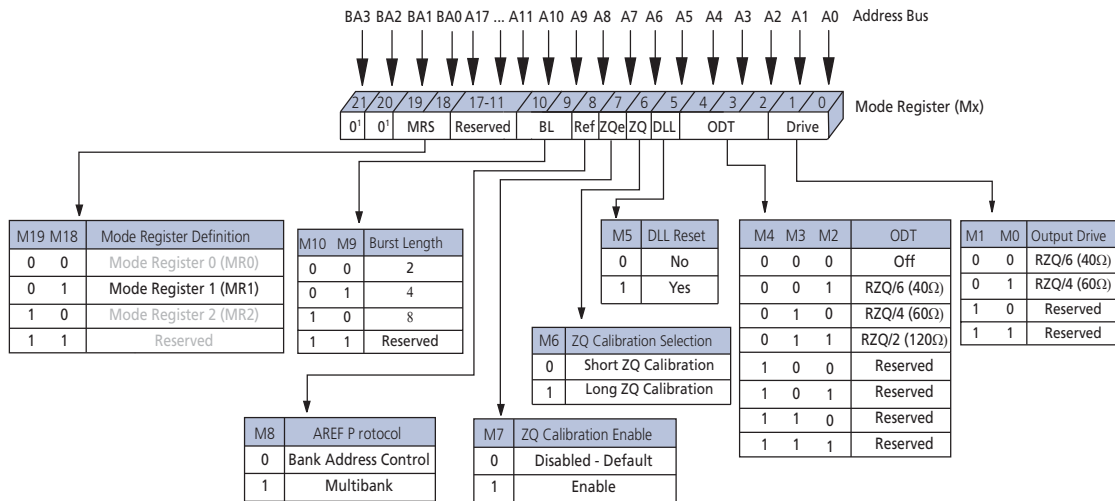 BA3 BA2 BA1 BA0 A17 ... A11 A10 A9 A8 A7 A6 A5 A4 A3 A2 A1 A0 Address Bus
21 20 19 18 17-11 10 9 8 7 6 5 4 3 2 1 0 Mode Register (Mx)
0¹ 0¹ MRS Reserved BL Ref ZQe ZQ DLL ODT Drive
M19 M18 Mode Register Definition
0 0 Mode Register 0 (MR0)
0 1 Mode Register 1 (MR1)
1 0 Mode Register 2 (MR2)
1 1 Reserved
M10 M9 Burst Length
0 0 2
0 1 4
1 0 8
1 1 Reserved
M5 DLL Reset
0 No
1 Yes
M4 M3 M2 ODT
0 0 0 Off
0 0 1 RZQ/6 (40Ω)
0 1 0 RZQ/4 (60Ω)
0 1 1 RZQ/2 (120Ω)
1 0 0 Reserved
1 0 1 Reserved
1 1 0 Reserved
1 1 1 Reserved
M1 M0 Output Drive
0 0 RZQ/6 (40Ω)
0 1 RZQ/4 (60Ω)
1 0 Reserved
1 1 Reserved
M6 ZQ Calibration Selection
0 Short ZQ Calibration
1 Long ZQ Calibration
M8 AREF P rotocol
0 Bank Address Control
1 Multibank
M7 ZQ Calibration Enable
0 Disabled - Default
1 Enable